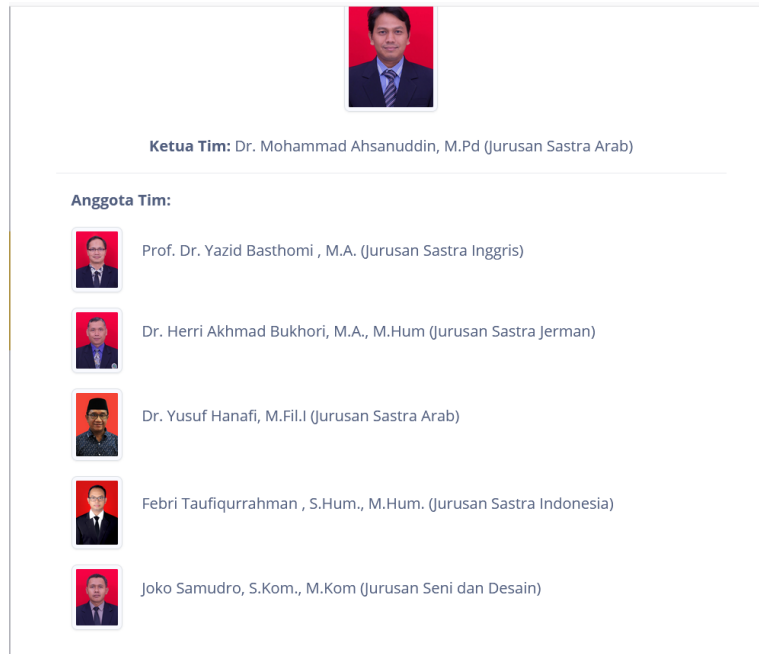 Ketua Tim: Dr. Mohammad Ahsanuddin, M.Pd (Jurusan Sastra Arab)
Anggota Tim:
Prof. Dr. Yazid Basthomi , M.A. (Jurusan Sastra Inggris)
Dr. Herri Akhmad Bukhori, M.A., M.Hum (Jurusan Sastra Jerman)
Dr. Yusuf Hanafi, M.Fil.I (Jurusan Sastra Arab)
Febri Taufiqurrahman , S.Hum., M.Hum. (Jurusan Sastra Indonesia)
Joko Samudro, S.Kom., M.Kom (Jurusan Seni dan Desain)